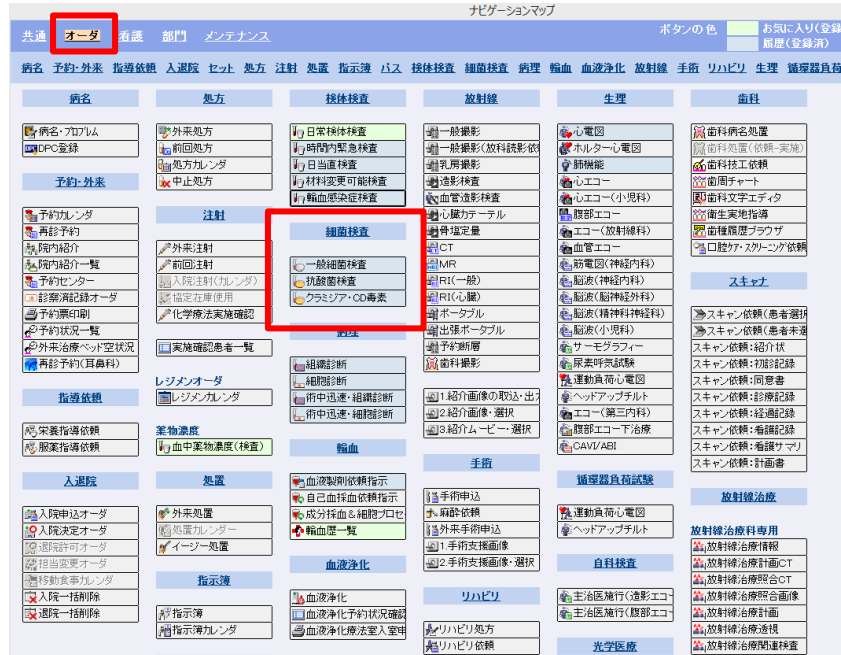 ナビゲーションマップ
共通 オーダ 看護 部門 メンテナンス
ボタンの色 お気に入り(登録
履歴(登録済)
病名 予約・外来 指導依頼 入退院 セット 処方 注射 処置 指示簿 パス 検体検査 細菌検査 病理 輸血 血液浄化 放射線 手術 リハビリ 生理 循環器負荷
病名
病名・プロブレム
DPC登録
予約・外来
予約カレンダ
再診予約
院内紹介
院内紹介一覧
予約センター
診察済記録オーダ
予約票印刷
予約状況一覧
外来治療ベッド空状況
再診予約(耳鼻科)
指導依頼
栄養指導依頼
服薬指導依頼
入退院
入院申込オーダ
入院決定オーダ
退院許可オーダ
担当変更オーダ
移動食事カレンダ
入院一括削除
退院一括削除
処方
外来処方
前回処方
処方カレンダ
中止処方
注射
外来注射
前回注射
入院注射(カレンダ)
協定在庫使用
化学療法実施確認
実施確認患者一覧
レジメンオーダ
レジメンカレンダ
薬物濃度
血中薬物濃度(検査)
処置
外来処置
処置カレンダー
イージー処置
指示簿
指示簿
指示簿カレンダ
検体検査
日常検体検査
時間内緊急検査
日当直検査
材料変更可能検査
輸血感染症検査
細菌検査
一般細菌検査
抗酸菌検査
クラミジア・CD毒素
病理
組織診断
細胞診断
術中迅速・組織診断
術中迅速・細胞診断
輸血
血液製剤依頼指示
自己血採血依頼指示
成分採血&細胞プロセ
輸血歴一覧
血液浄化
血液浄化
血液浄化予約状況確認
血液浄化療法室入室申
放射線
一般撮影
一般撮影(放科読影依
乳房撮影
造影検査
血管造影検査
心臓カテーテル
骨塩定量
CT
MR
RI(一般)
RI(心臓)
ポータブル
出張ポータブル
予約断層
歯科撮影
1.紹介画像の取込・出力
2.紹介画像・選択
3.紹介ムービー・選択
手術
手術申込
麻酔依頼
外来手術申込
1.手術支援画像
2.手術支援画像・選択
リハビリ
リハビリ処方
リハビリ依頼
生理
心電図
ホルター心電図
肺機能
心エコー
心エコー(小児科)
腹部エコー
エコー(放射線科)
血管エコー
筋電図(神経内科)
脳波(神経内科)
脳波(脳神経外科)
脳波(精神科神経科)
脳波(小児科)
サーモグラフィー
尿素呼気試験
運動負荷心電図
ヘッドアップチルト
エコー(第三内科)
腹部エコー下治療
CAVI/ABI
循環器負荷試験
運動負荷心電図
ヘッドアップチルト
自科検査
主治医施行(造影エコー
主治医施行(腹部エコー
光学医療
歯科
歯科病名処置
歯科処置(依頼-実施)
歯科技工依頼
歯周チャート
歯科文字エディタ
衛生実地指導
歯種履歴ブラウザ
口腔ケア・スクリーニング依頼
スキャナ
スキャン依頼(患者選択
スキャン依頼(患者未選
スキャン依頼:紹介状
スキャン依頼:初診記録
スキャン依頼:同意書
スキャン依頼:診療記録
スキャン依頼:経過記録
スキャン依頼:看護記録
スキャン依頼:看護サマリ
スキャン依頼:計画書
放射線治療
放射線治療科専用
放射線治療情報
放射線治療計画CT
放射線治療照合CT
放射線治療照合画像
放射線治療計画
放射線治療透視
放射線治療関連検査